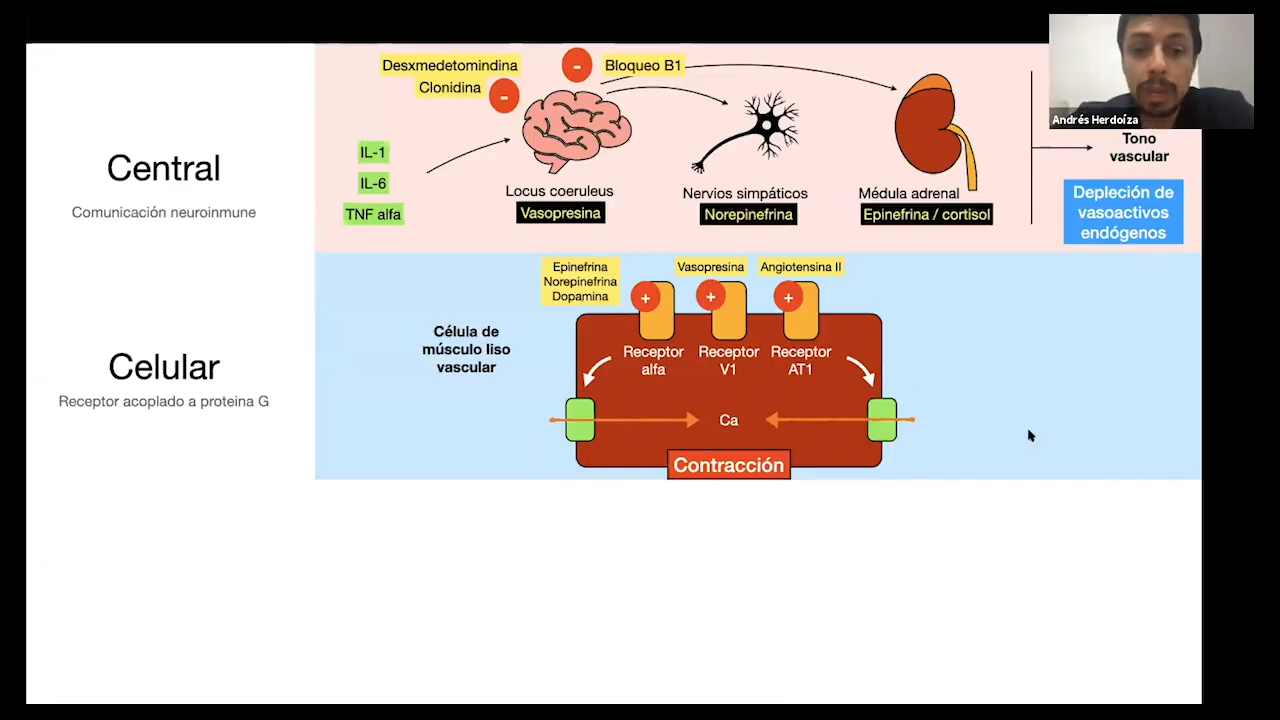 Andrés Herdoíza
Central
Comunicación neuroinmune
Desxmedetomindina
Clonidina
-
-
Bloqueo B1
IL-1
IL-6
TNF alfa
Locus coeruleus
Vasopresina
Nervios simpáticos
Norepinefrina
Médula adrenal
Epinefrina / cortisol
Tono
vascular
Depleción de
vasoactivos
endógenos
Celular
Receptor acoplado a proteina G
Célula de
músculo liso
vascular
Epinefrina
Norepinefrina
Dopamina
Vasopresina
Angiotensina II
+
+
+
Receptor
alfa
Receptor
V1
Receptor
AT1
Ca
Contracción